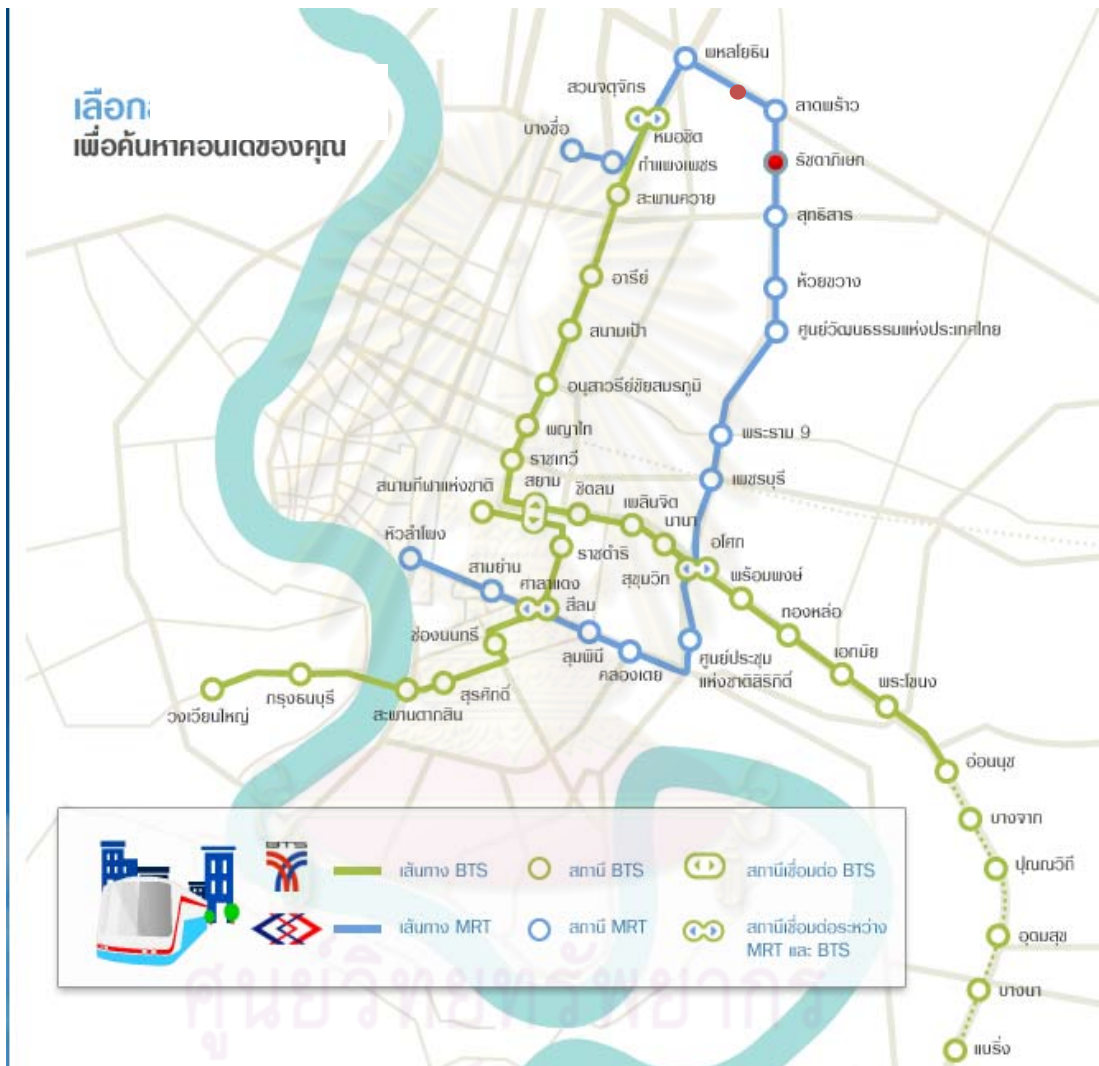 เลือก
เพื่อค้นหาคอนโดของคุณ
พหลโยธิน
สวนจตุจักร
ลาดพร้าว
บางซื่อ
หมอชิต
กำแพงเพชร
รัชดาภิเษก
สะพานควาย
สุทธิสาร
อารีย์
ห้วยขวาง
สนามเป้า
ศูนย์วัฒนธรรมแห่งประเทศไทย
อนุสาวรีย์ชัยสมรภูมิ
พญาไท
พระราม 9
ราชเทวี
สนามกีฬาแห่งชาติ
สยาม
ชิดลม
เพลินจิต
เพชรบุรี
นานา
อโศก
หัวลำโพง
สามย่าน
ราชดำริ
ศาลาแดง
สีลม
สุขุมวิท
พร้อมพงษ์
ทองหล่อ
ช่องนนทรี
ลุมพินี
คลองเตย
ศูนย์ประชุม
แห่งชาติสิริกิติ์
เอกมัย
พระโขนง
กรุงธนบุรี
สุรศักดิ์
วงเวียนใหญ่
สะพานตากสิน
อ่อนนุช
บางจาก
ปุณณวิถี
อุดมสุข
บางนา
แบริ่ง
BTS
เส้นทาง BTS
สถานี BTS
สถานีเชื่อมต่อ BTS
เส้นทาง MRT
สถานี MRT
สถานีเชื่อมต่อระหว่าง
MRT และ BTS
ศูนย์วิทยทรัพยากร